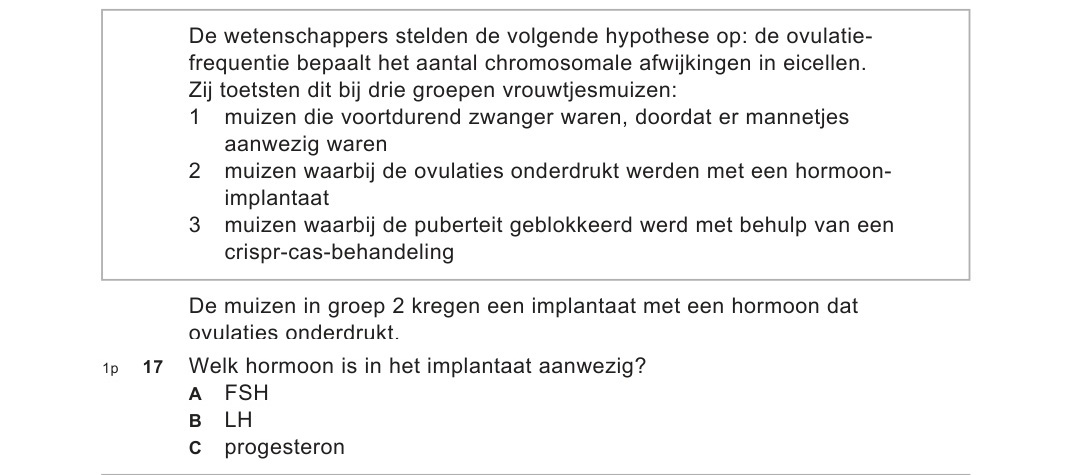 De wetenschappers stelden de volgende hypothese op: de ovulatie-
frequentie bepaalt het aantal chromosomale afwijkingen in eicellen.
Zij toetsten dit bij drie groepen vrouwtjesmuizen:
1 muizen die voortdurend zwanger waren, doordat er mannetjes
aanwezig waren
2 muizen waarbij de ovulaties onderdrukt werden met een hormoon-
implantaat
3 muizen waarbij de puberteit geblokkeerd werd met behulp van een
crispr-cas-behandeling
De muizen in groep 2 kregen een implantaat met een hormoon dat
ovulaties onderdrukt.
1p 17 Welk hormoon is in het implantaat aanwezig?
A FSH
B LH
C progesteron